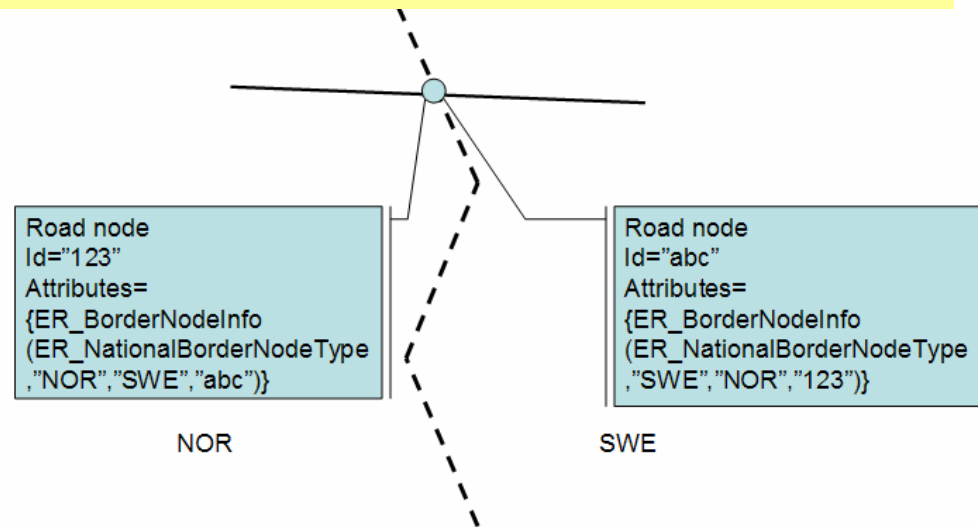 Road node
Id=”123”
Attributes=
{ER_BorderNodeInfo
(ER_NationalBorderNodeType
,”NOR”,”SWE”,”abc”)}
Road node
Id=”abc”
Attributes=
{ER_BorderNodeInfo
(ER_NationalBorderNodeType
,”SWE”,”NOR”,”123”)}
NOR
SWE